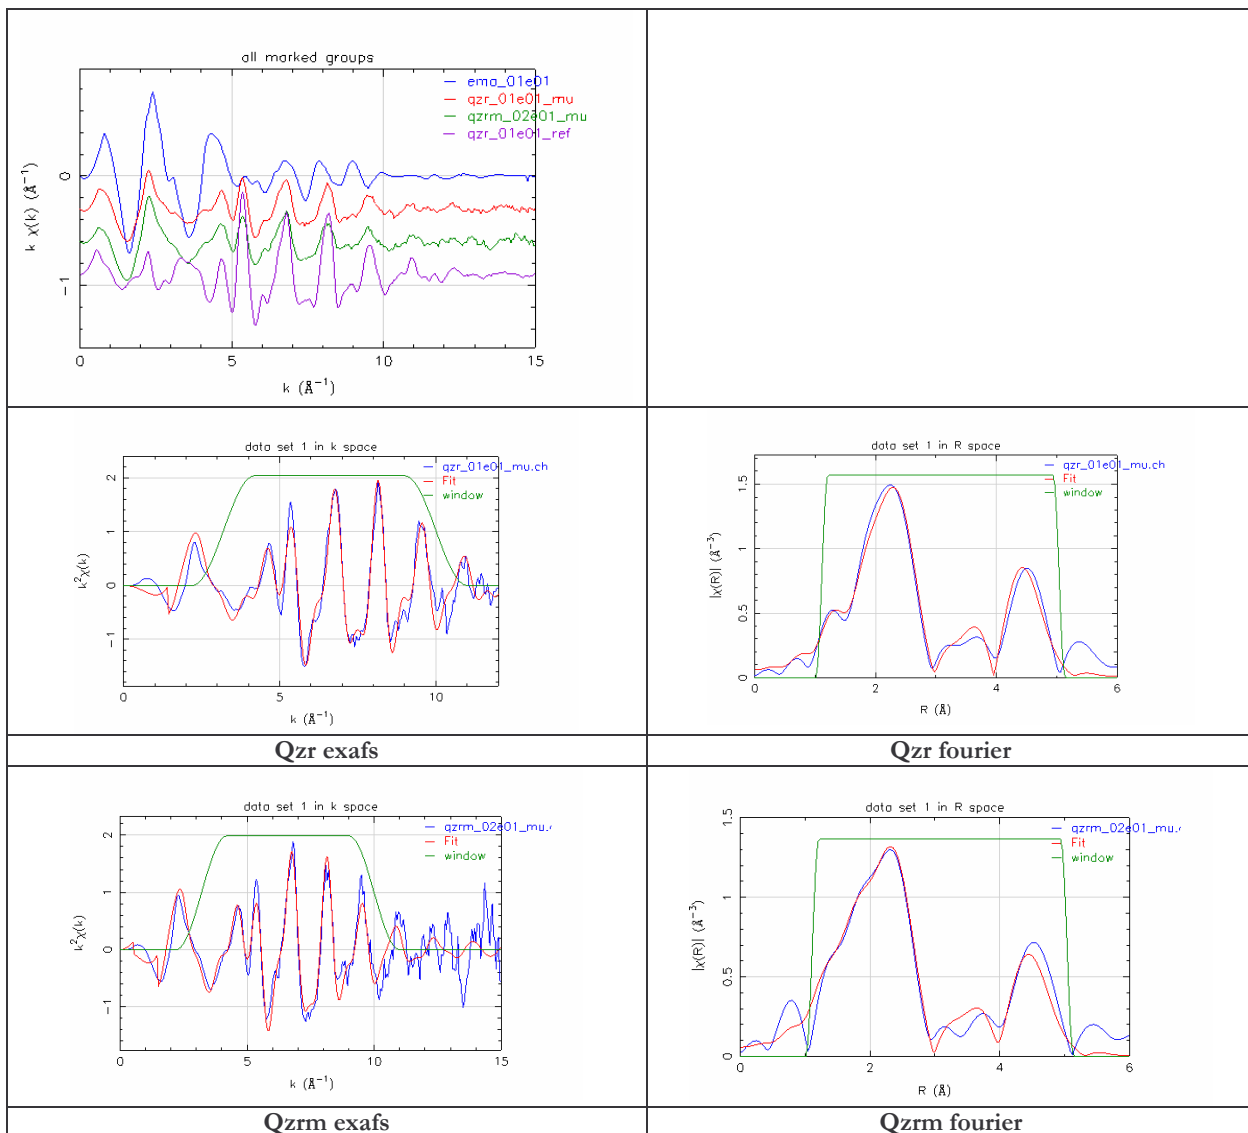 all marked groups
ema_01e01
qzr_01e01_mu
qzrm_02e01_mu
qzr_01e01_ref
k χ(k) (Å⁻¹)
0
−1
0 5 10 15
k (Å⁻¹)
data set 1 in k space
qzr_01e01_mu.ch
Fit
window
k²χ(k)
2
1
0
−1
0 5 10
k (Å⁻¹)
data set 1 in R space
qzr_01e01_mu.ch
Fit
window
|χ(R)| (Å⁻³)
1.5
1
0.5
0
0 2 4 6
R (Å)
Qzr exafs
Qzr fourier
data set 1 in k space
qzrm_02e01_mu.
Fit
window
k²χ(k)
2
1
0
−1
0 5 10 15
k (Å⁻¹)
data set 1 in R space
qzrm_02e01_mu.
Fit
window
|χ(R)| (Å⁻³)
1.5
1
0.5
0
0 2 4 6
R (Å)
Qzrm exafs
Qzrm fourier